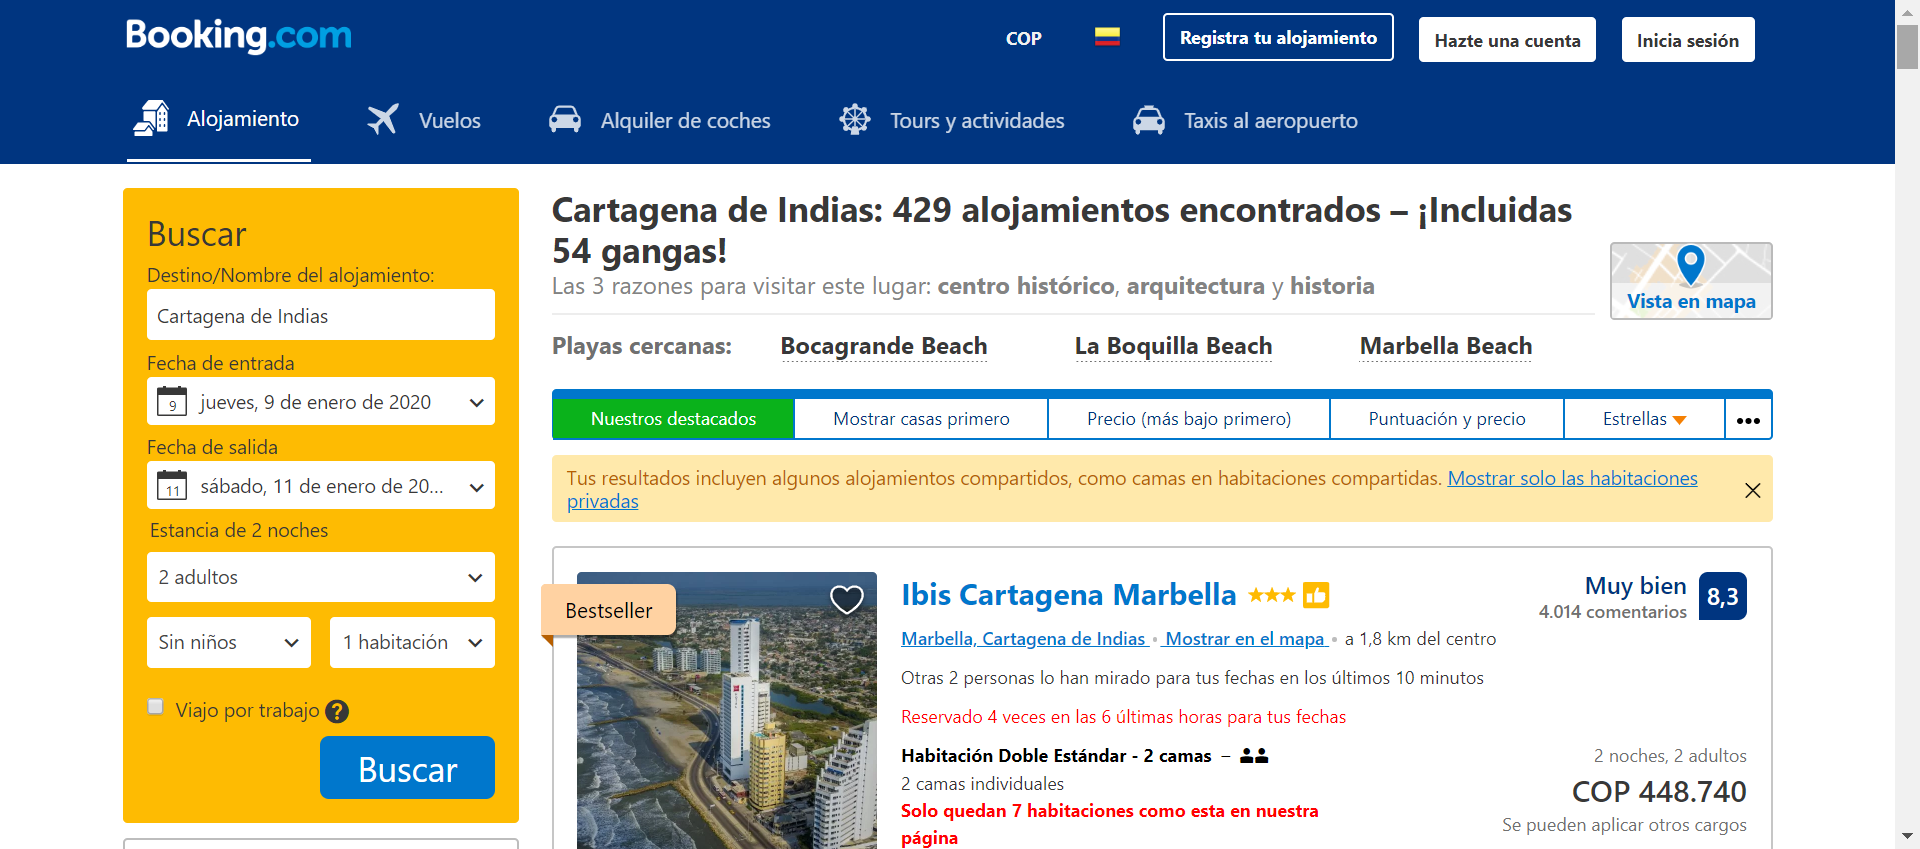 Booking.com
COP
Registra tu alojamiento
Hazte una cuenta
Inicia sesión
Alojamiento
Vuelos
Alquiler de coches
Tours y actividades
Taxis al aeropuerto
Buscar
Destino/Nombre del alojamiento:
Cartagena de Indias
Fecha de entrada
9
jueves, 9 de enero de 2020
Fecha de salida
11
sábado, 11 de enero de 20...
Estancia de 2 noches
2 adultos
Sin niños
1 habitación
Viajo por trabajo ?
Buscar
Cartagena de Indias: 429 alojamientos encontrados – ¡Incluidas
54 gangas!
Las 3 razones para visitar este lugar: centro histórico, arquitectura y historia
Vista en mapa
Playas cercanas: Bocagrande Beach La Boquilla Beach Marbella Beach
Nuestros destacados
Mostrar casas primero
Precio (más bajo primero)
Puntuación y precio
Estrellas
•••
Tus resultados incluyen algunos alojamientos compartidos, como camas en habitaciones compartidas. Mostrar solo las habitaciones
privadas
Bestseller
Ibis Cartagena Marbella
Muy bien
8,3
4.014 comentarios
Marbella, Cartagena de Indias • Mostrar en el mapa • a 1,8 km del centro
Otras 2 personas lo han mirado para tus fechas en los últimos 10 minutos
Reservado 4 veces en las 6 últimas horas para tus fechas
Habitación Doble Estándar - 2 camas –
2 noches, 2 adultos
2 camas individuales
COP 448.740
Solo quedan 7 habitaciones como esta en nuestra
página
Se pueden aplicar otros cargos